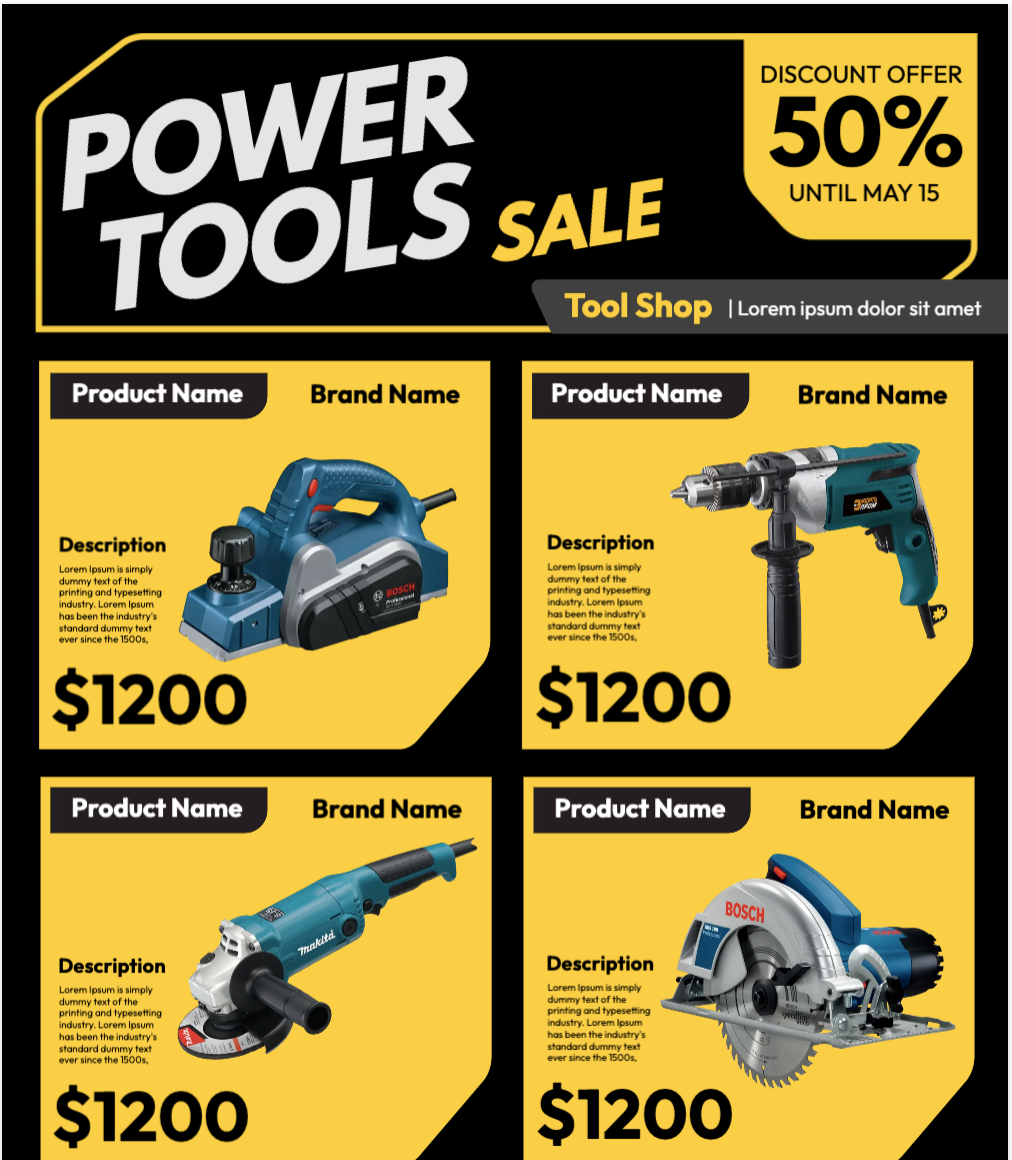 POWER
TOOLS
SALE
DISCOUNT OFFER
50%
UNTIL MAY 15
Tool Shop | Lorem ipsum dolor sit amet
Product Name
Brand Name
Description
Lorem Ipsum is simply
dummy text of the
printing and typesetting
industry. Lorem Ipsum
has been the industry's
standard dummy text
ever since the 1500s,
BOSCH
Professional
$1200
Product Name
Brand Name
Description
Lorem Ipsum is simply
dummy text of the
printing and typesetting
industry. Lorem Ipsum
has been the industry's
standard dummy text
ever since the 1500s,
$1200
Product Name
Brand Name
makita
Description
Lorem Ipsum is simply
dummy text of the
printing and typesetting
industry. Lorem Ipsum
has been the industry's
standard dummy text
ever since the 1500s,
$1200
Product Name
Brand Name
BOSCH
Description
Lorem Ipsum is simply
dummy text of the
printing and typesetting
industry. Lorem Ipsum
has been the industry's
standard dummy text
ever since the 1500s,
$1200